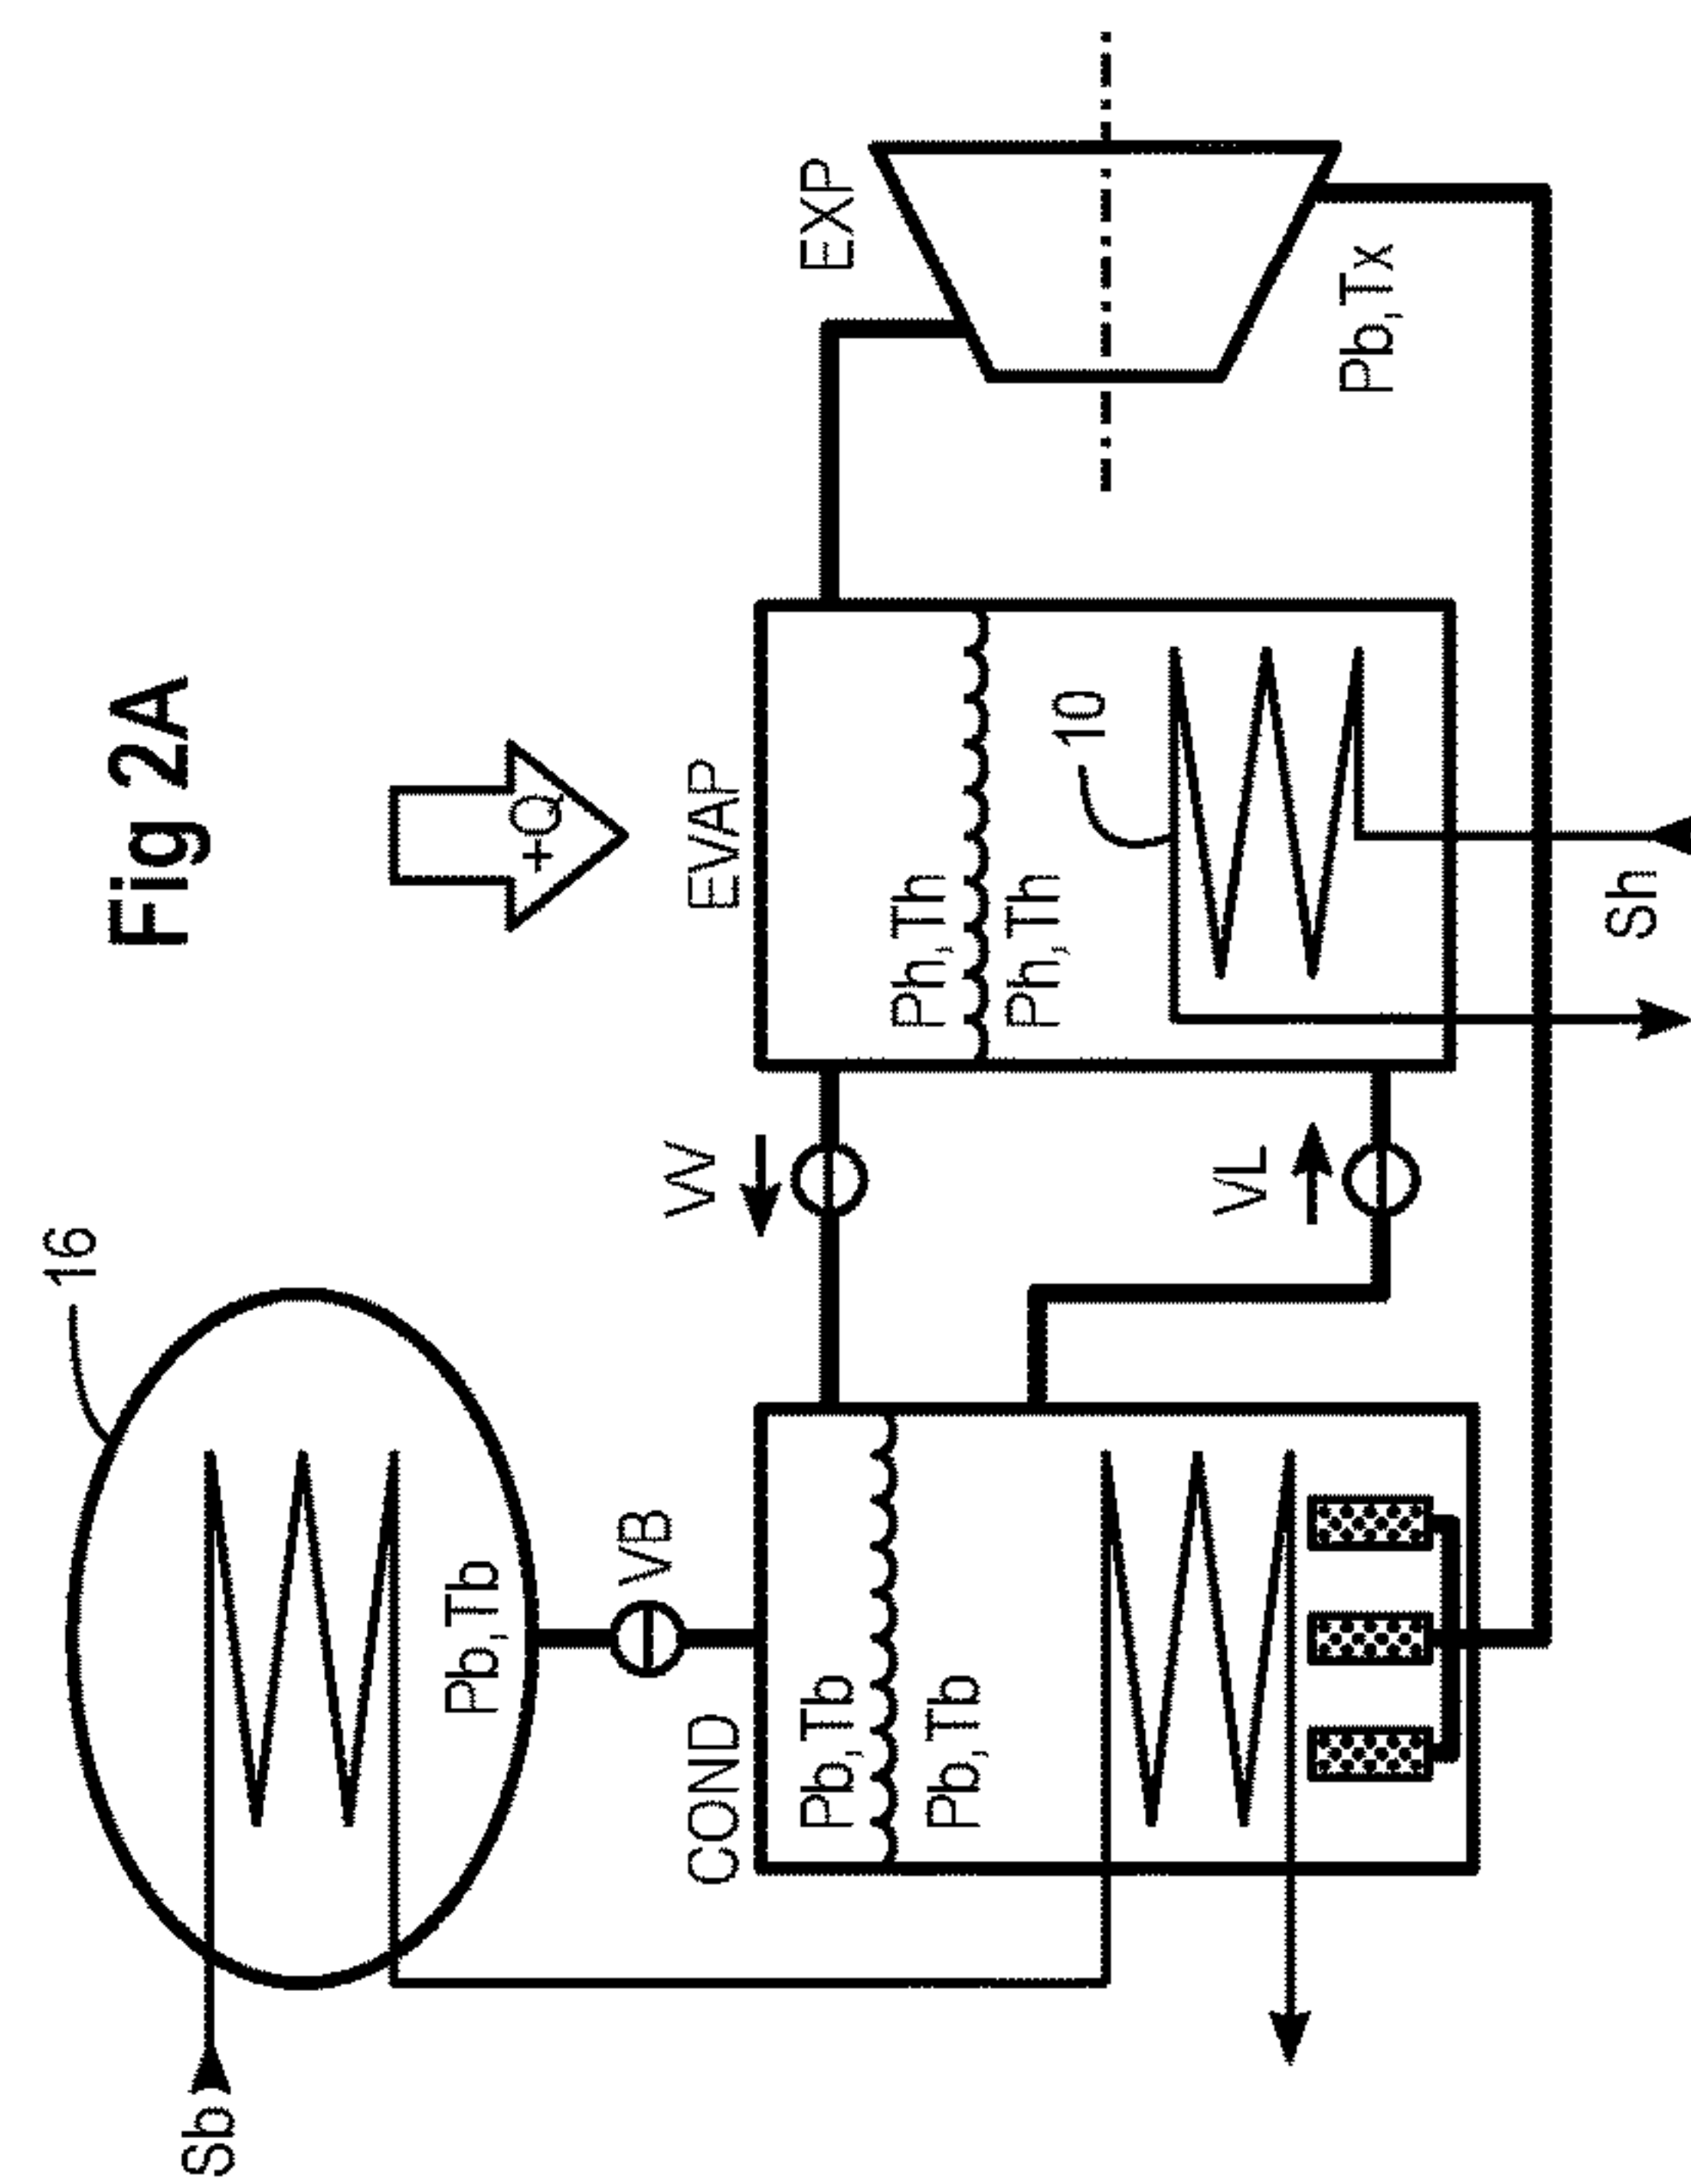 Fig 2A
16
Sb
Pb,Tb
+Q
VB
VV
COND
EVAP
EXP
Pb,Tb
Ph,Th
Pb,Tb
Ph,Th
10
VL
Pb,Tx
Sh